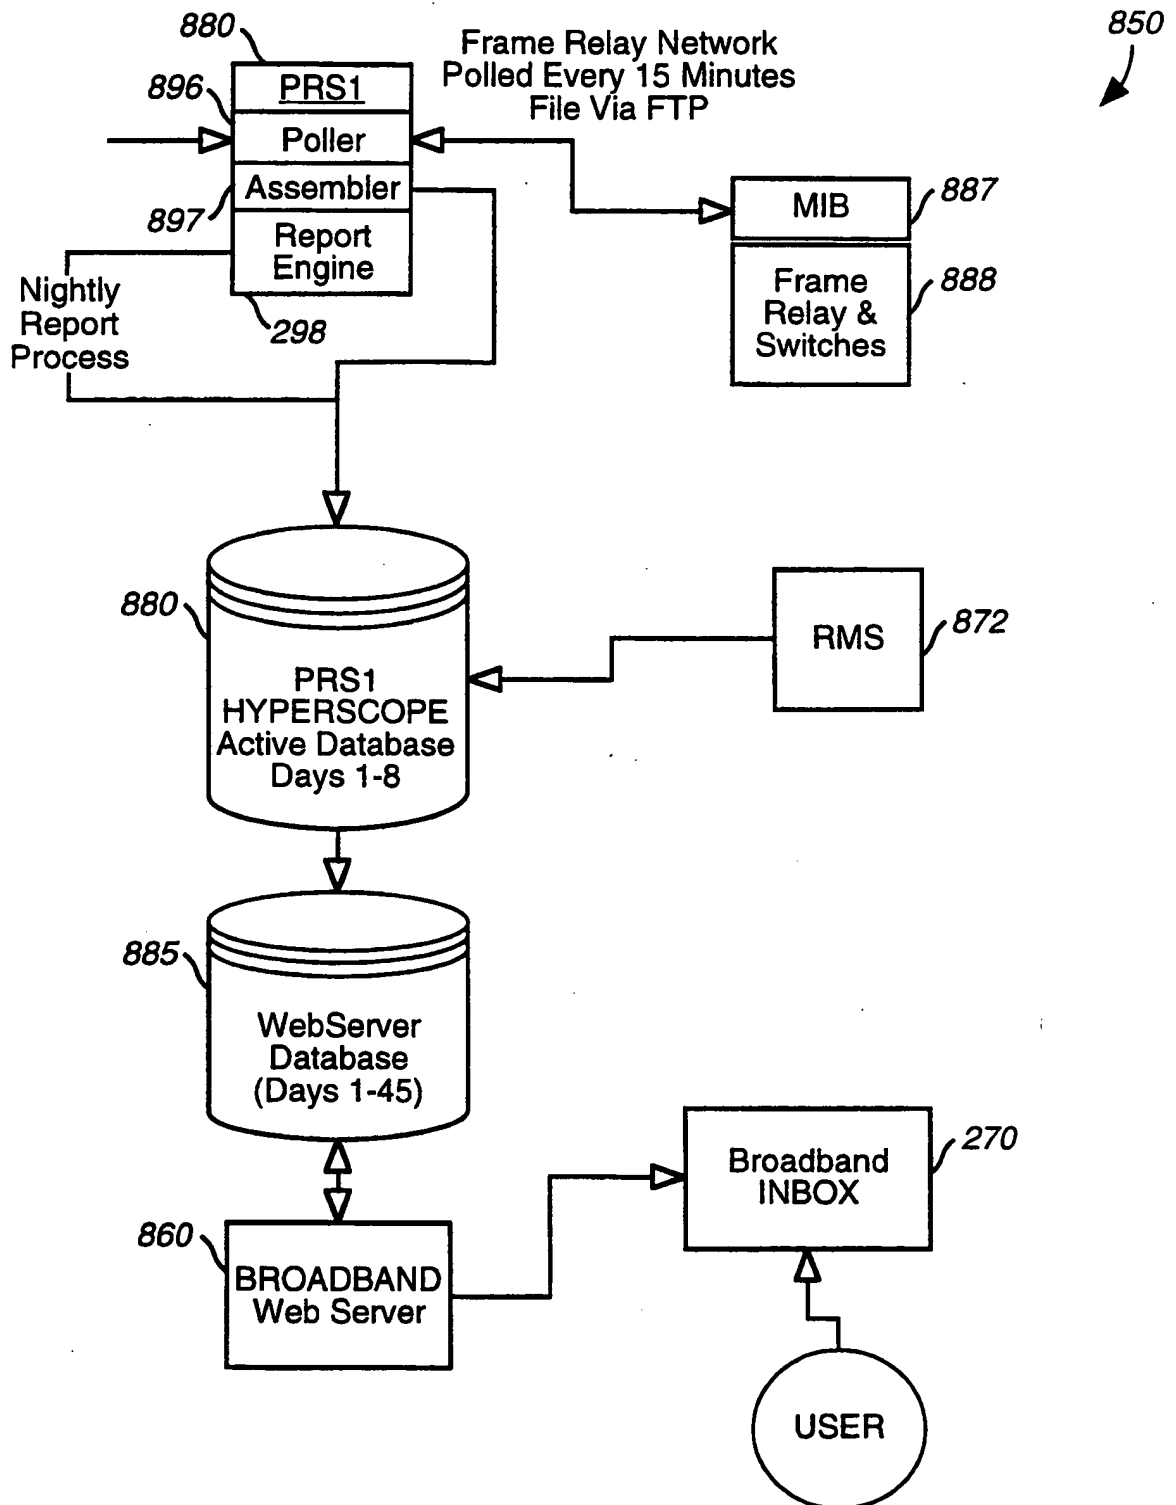 850
880
Frame Relay Network
Polled Every 15 Minutes
File Via FTP
PRS1
896
Poller
Assembler
897
Report
Engine
298
MIB
887
Frame
Relay &
Switches
888
Nightly
Report
Process
880
PRS1
HYPERSCOPE
Active Database
Days 1-8
RMS
872
885
WebServer
Database
(Days 1-45)
Broadband
INBOX
270
860
BROADBAND
Web Server
USER